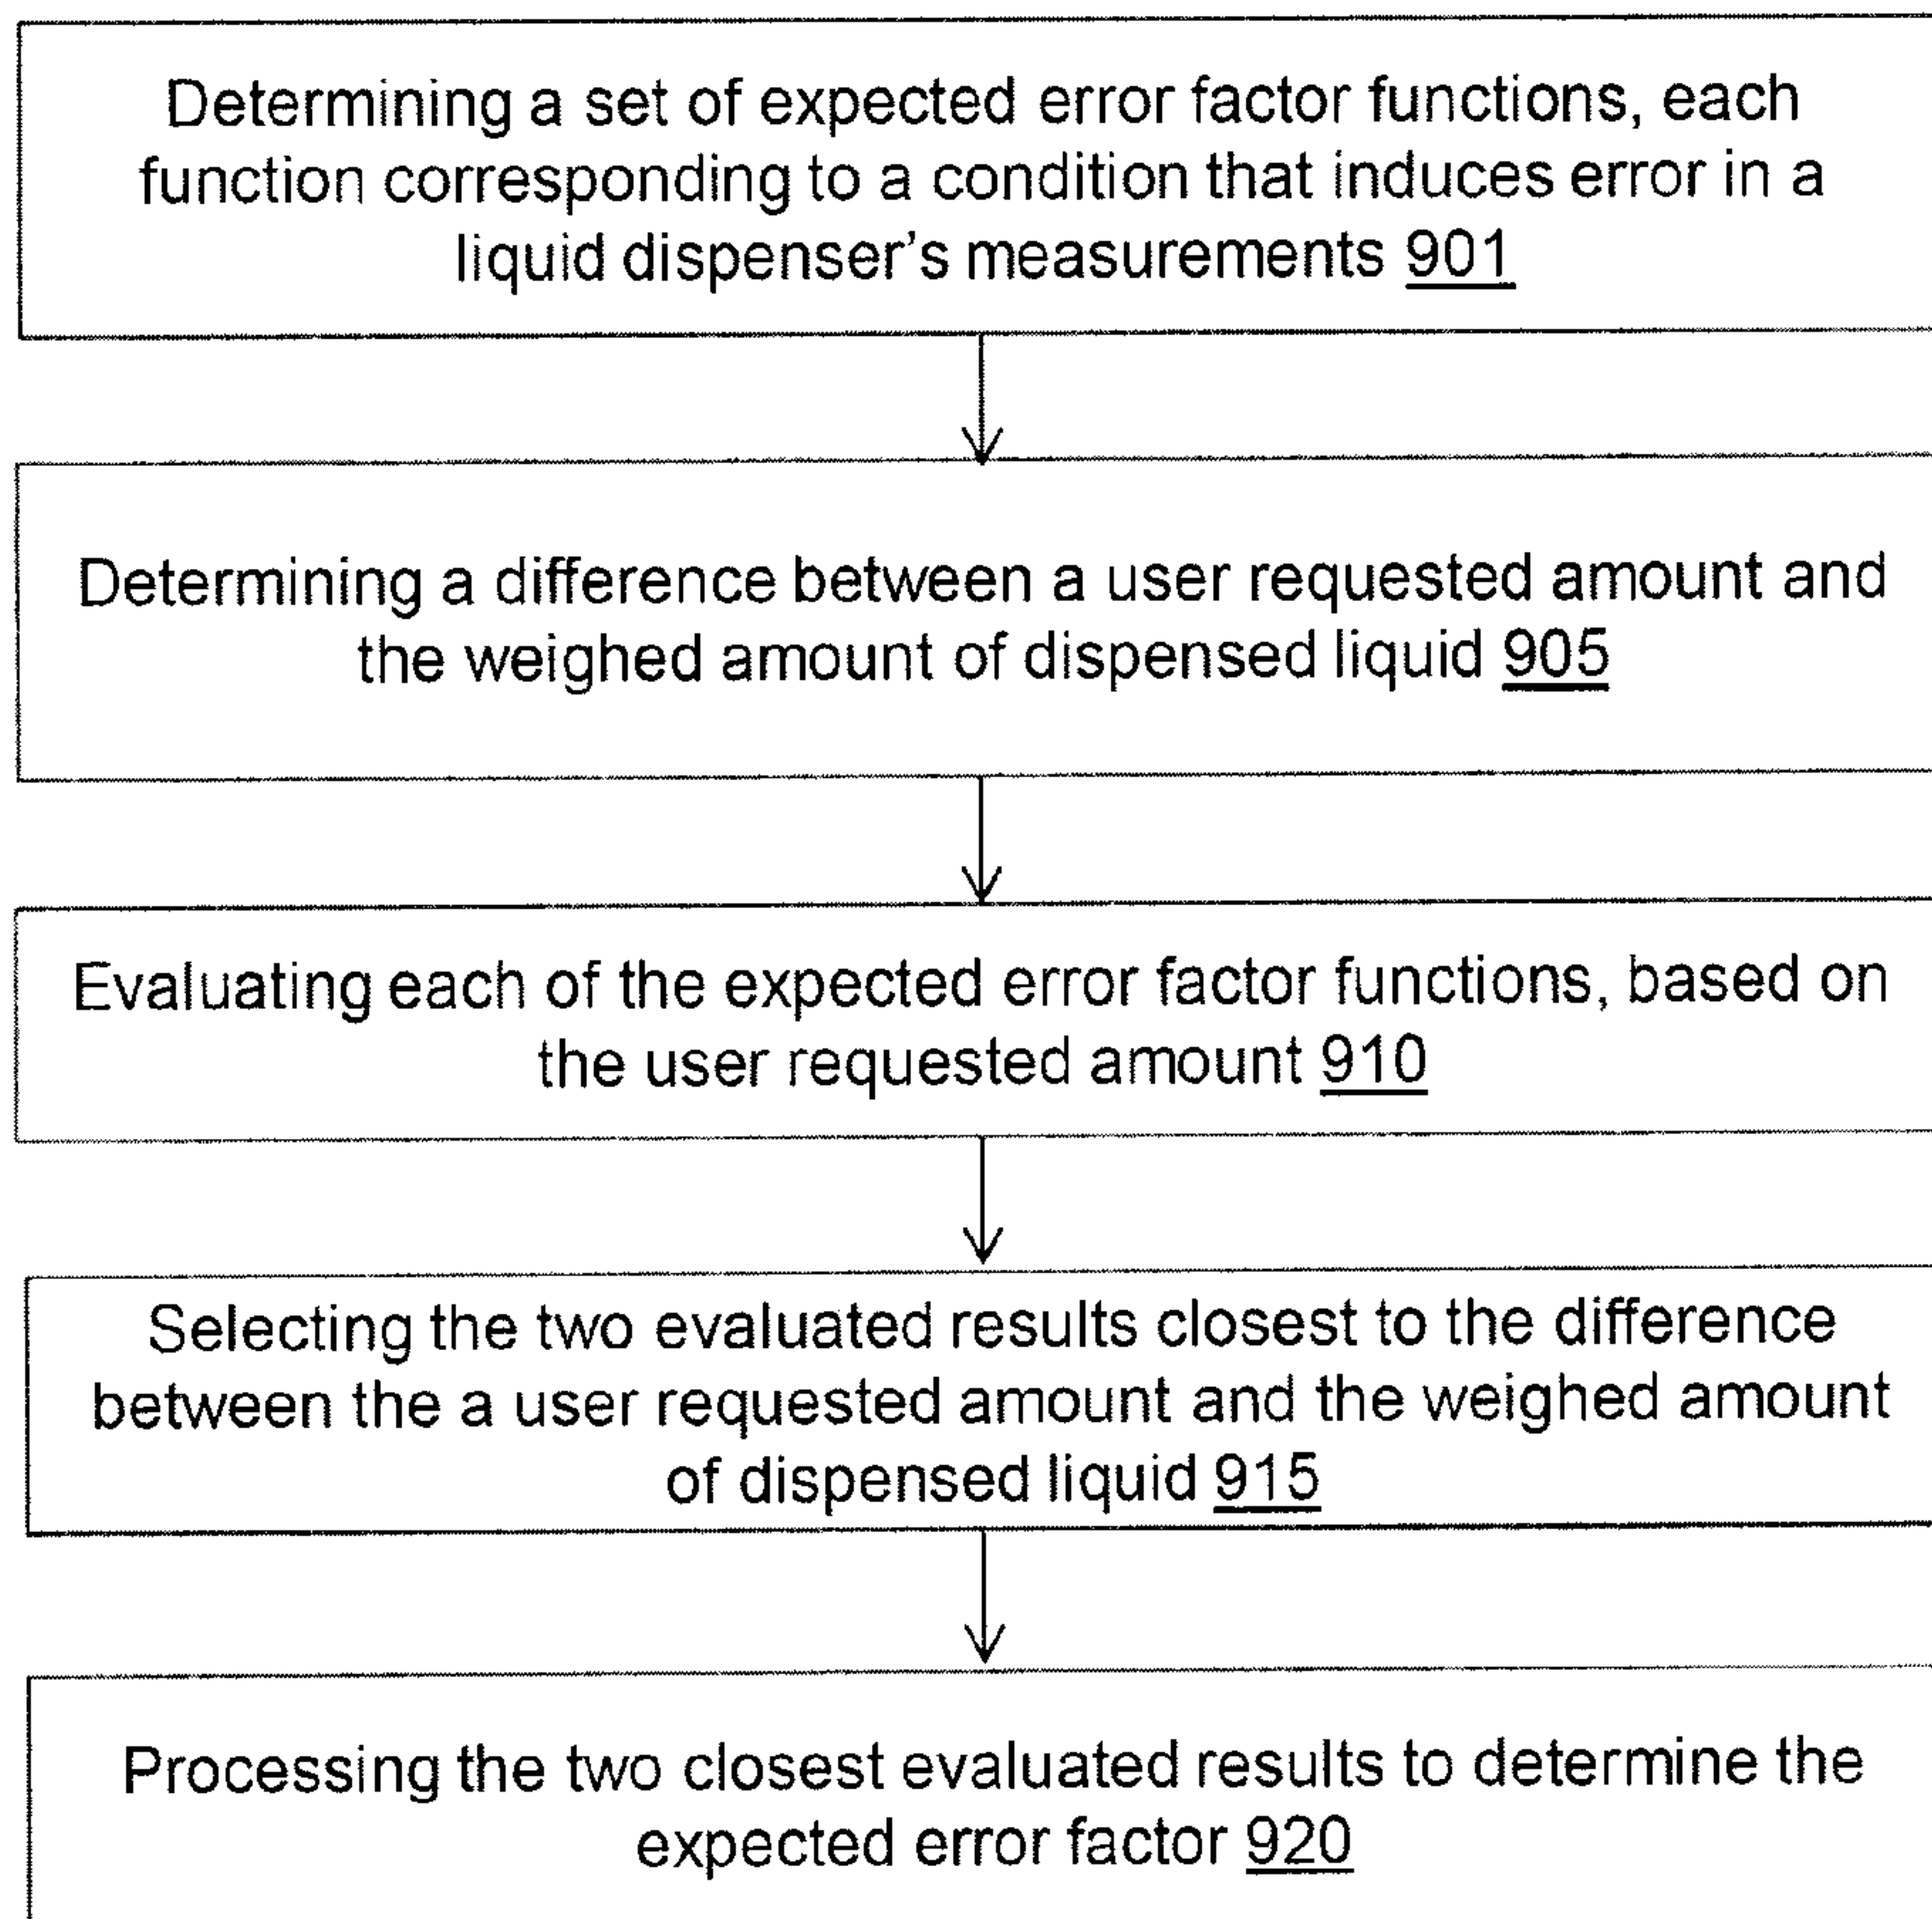 Determining a set of expected error factor functions, each
function corresponding to a condition that induces error in a
liquid dispenser's measurements 901
Determining a difference between a user requested amount and
the weighed amount of dispensed liquid 905
Evaluating each of the expected error factor functions, based on
the user requested amount 910
Selecting the two evaluated results closest to the difference
between the a user requested amount and the weighed amount
of dispensed liquid 915
Processing the two closest evaluated results to determine the
expected error factor 920